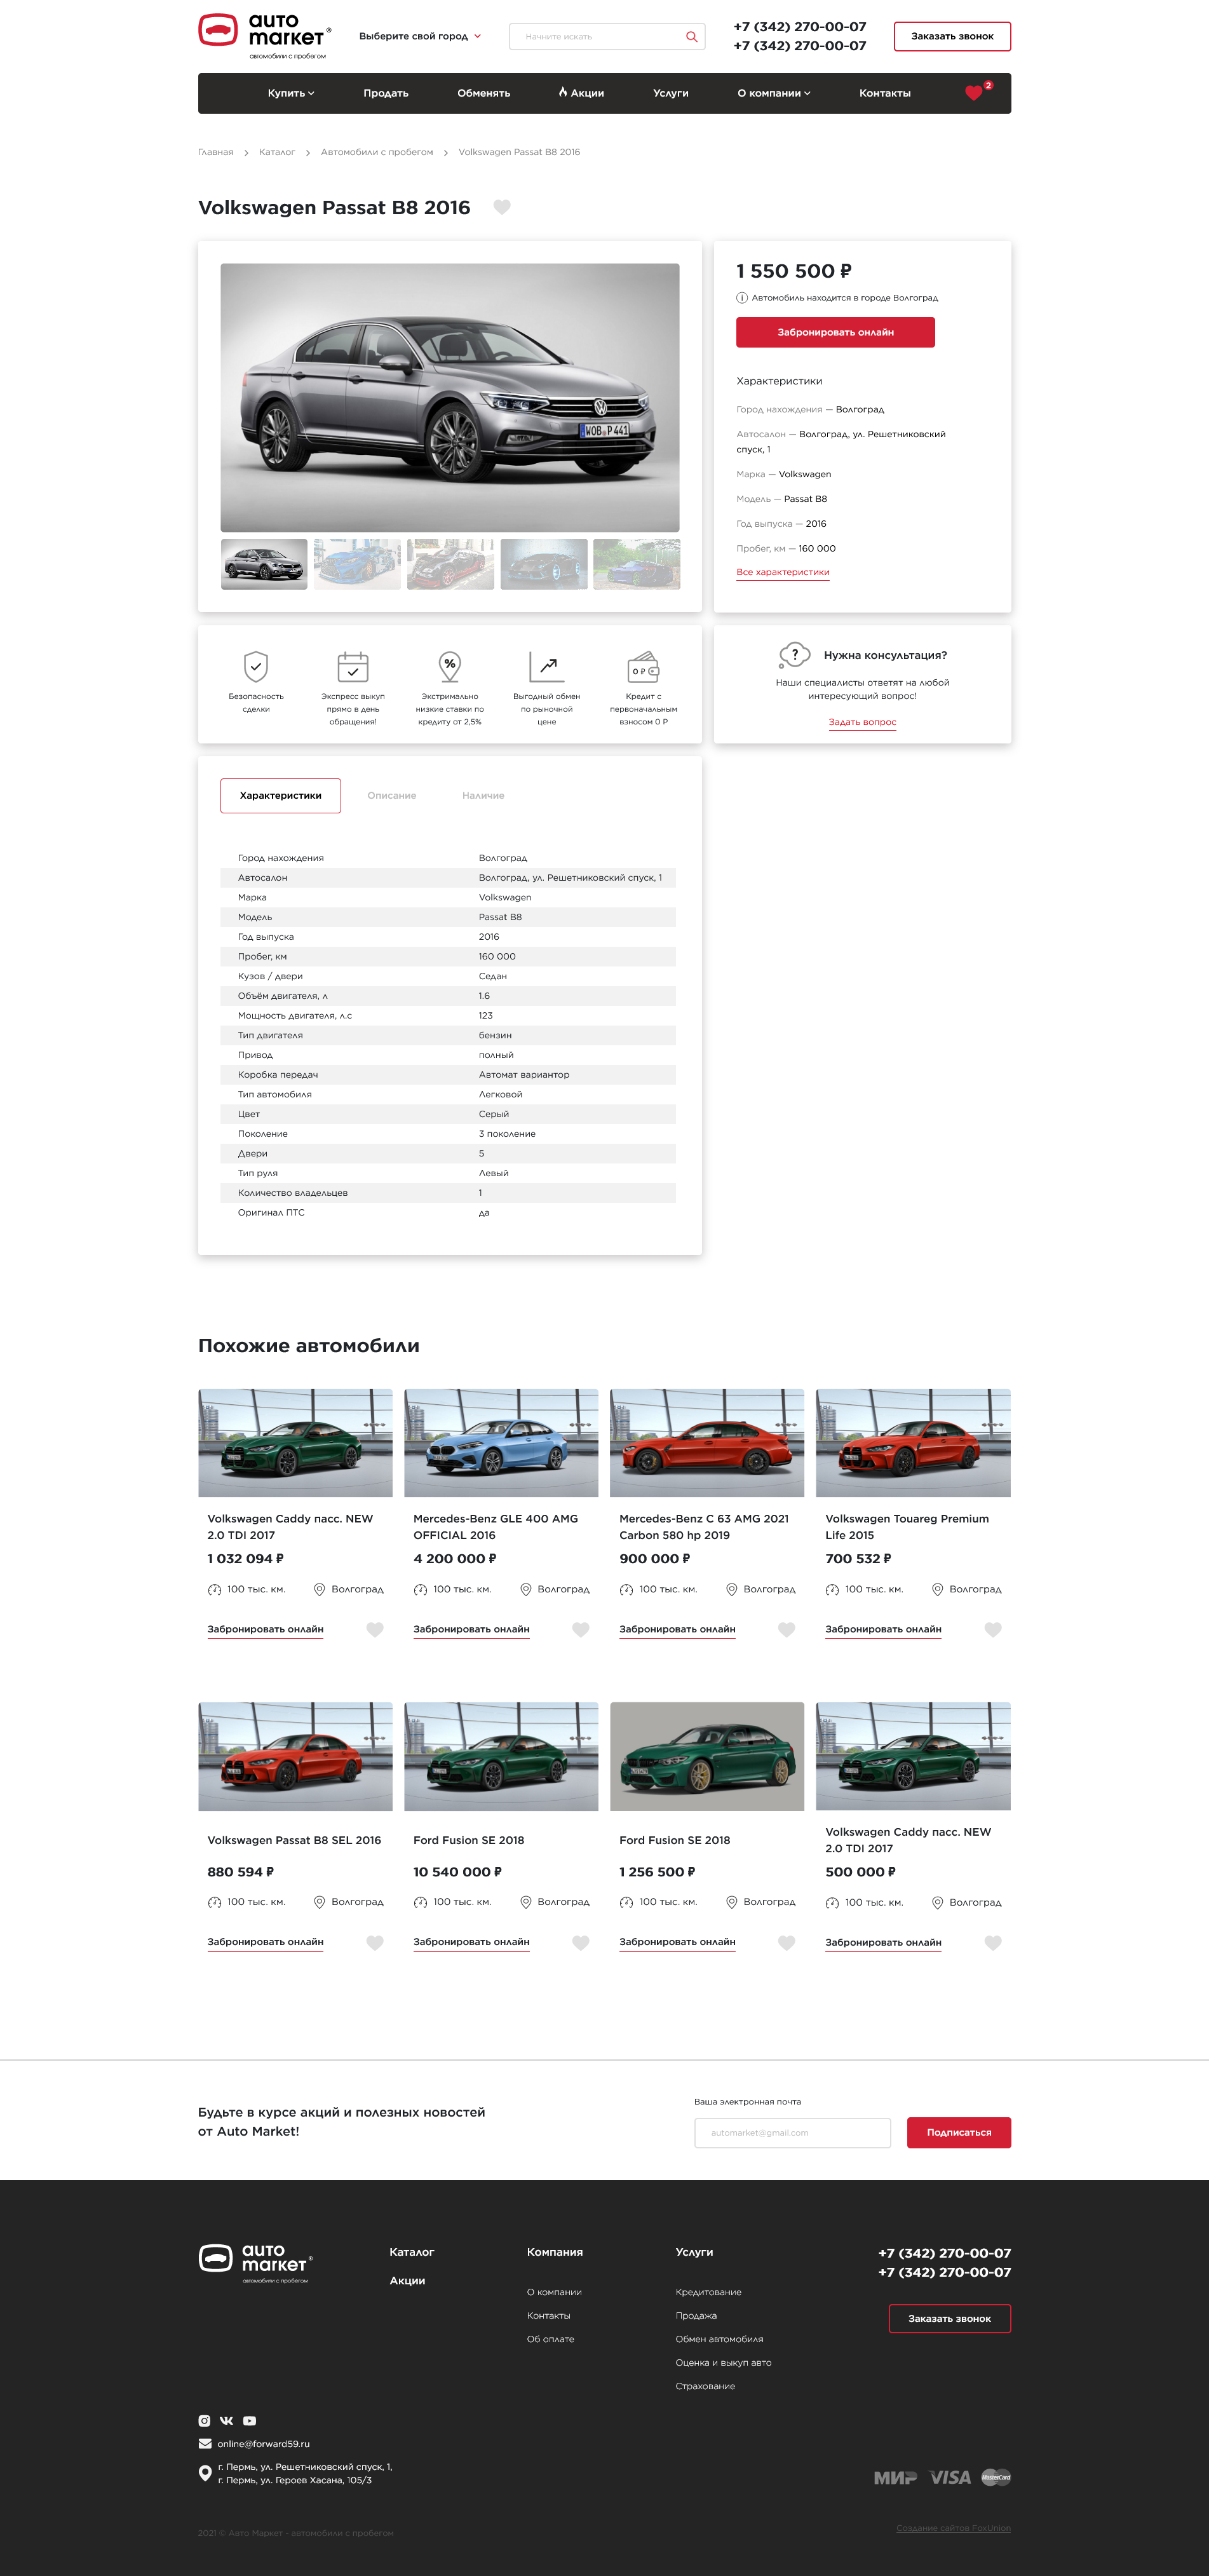 auto
market®
автомобили с пробегом
Выберите свой город
Начните искать
+7 (342) 270-00-07
+7 (342) 270-00-07
Заказать звонок
Купить
Продать
Обменять
Акции
Услуги
О компании
Контакты
2
Главная
Каталог
Автомобили с пробегом
Volkswagen Passat B8 2016
Volkswagen Passat B8 2016
WOB P 441
1 550 500 ₽
Автомобиль находится в городе Волгоград
Забронировать онлайн
Характеристики
Город нахождения — Волгоград
Автосалон — Волгоград, ул. Решетниковский
спуск, 1
Марка — Volkswagen
Модель — Passat B8
Год выпуска — 2016
Пробег, км — 160 000
Все характеристики
Безопасность
сделки
Экспресс выкуп
прямо в день
обращения!
%
Экстримально
низкие ставки по
кредиту от 2,5%
Выгодный обмен
по рыночной
цене
0 ₽
Кредит с
первоначальным
взносом 0 Р
?
Нужна консультация?
Наши специалисты ответят на любой
интересующий вопрос!
Задать вопрос
Характеристики
Описание
Наличие
Город нахождения Волгоград
Автосалон Волгоград, ул. Решетниковский спуск, 1
Марка Volkswagen
Модель Passat B8
Год выпуска 2016
Пробег, км 160 000
Кузов / двери Седан
Объём двигателя, л 1.6
Мощность двигателя, л.с 123
Тип двигателя бензин
Привод полный
Коробка передач Автомат вариантор
Тип автомобиля Легковой
Цвет Серый
Поколение 3 поколение
Двери 5
Тип руля Левый
Количество владельцев 1
Оригинал ПТС да
Похожие автомобили
Volkswagen Caddy пасс. NEW
2.0 TDI 2017
1 032 094 ₽
100 тыс. км.
Волгоград
Забронировать онлайн
Mercedes-Benz GLE 400 AMG
OFFICIAL 2016
4 200 000 ₽
100 тыс. км.
Волгоград
Забронировать онлайн
Mercedes-Benz C 63 AMG 2021
Carbon 580 hp 2019
900 000 ₽
100 тыс. км.
Волгоград
Забронировать онлайн
Volkswagen Touareg Premium
Life 2015
700 532 ₽
100 тыс. км.
Волгоград
Забронировать онлайн
Volkswagen Passat B8 SEL 2016
880 594 ₽
100 тыс. км.
Волгоград
Забронировать онлайн
Ford Fusion SE 2018
10 540 000 ₽
100 тыс. км.
Волгоград
Забронировать онлайн
Ford Fusion SE 2018
1 256 500 ₽
100 тыс. км.
Волгоград
Забронировать онлайн
Volkswagen Caddy пасс. NEW
2.0 TDI 2017
500 000 ₽
100 тыс. км.
Волгоград
Забронировать онлайн
Будьте в курсе акций и полезных новостей
от Auto Market!
Ваша электронная почта
automarket@gmail.com
Подписаться
auto
market®
автомобили с пробегом
Каталог
Акции
Компания
О компании
Контакты
Об оплате
Услуги
Кредитование
Продажа
Обмен автомобиля
Оценка и выкуп авто
Страхование
+7 (342) 270-00-07
+7 (342) 270-00-07
Заказать звонок
online@forward59.ru
г. Пермь, ул. Решетниковский спуск, 1,
г. Пермь, ул. Героев Хасана, 105/3
МИР
VISA
MasterCard
2021 © Авто Маркет - автомобили с пробегом
Создание сайтов FoxUnion